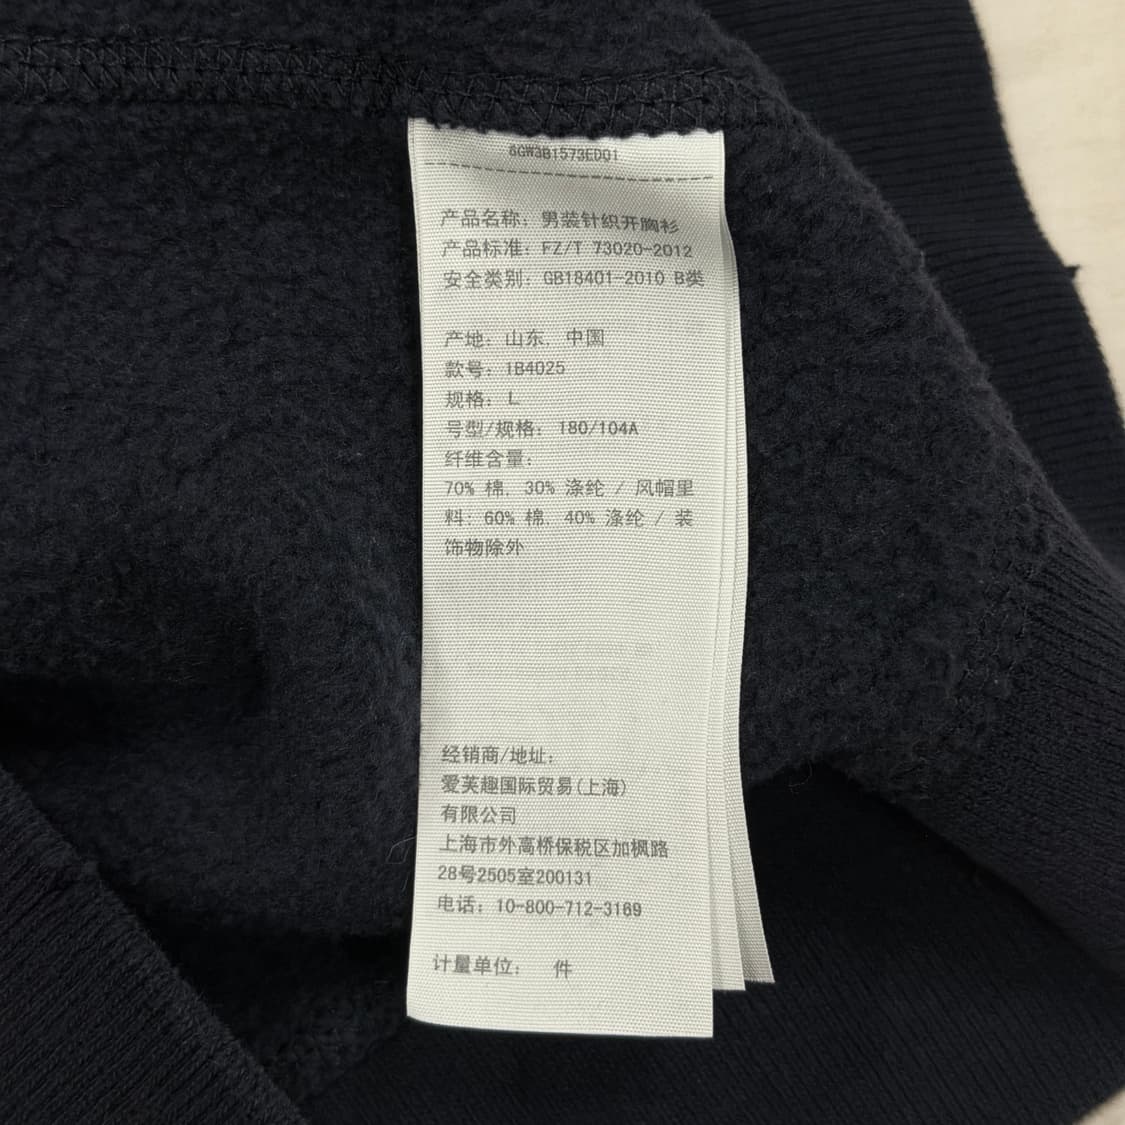 6GW3B1573ED01
产品名称：男装针织开胸衫
产品标准：FZ/T 73020-2012
安全类别：GB18401-2010 B类
产地：山东，中国
款号：1B4025
规格：L
号型/规格：180/104A
纤维含量：
70% 棉，30% 涤纶 / 风帽里
料：60% 棉，40% 涤纶 / 装
饰物除外
经销商/地址：
爱芙趣国际贸易(上海)
有限公司
上海市外高桥保税区加枫路
28号2505室200131
电话：10-800-712-3169
计量单位： 件